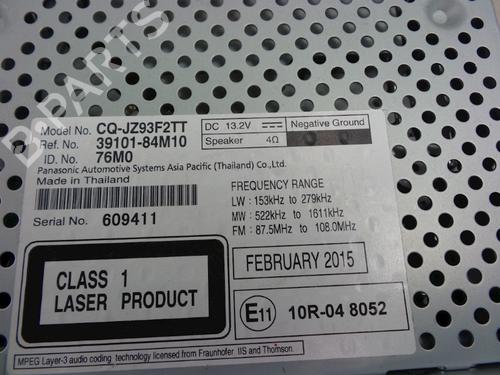 B-PARTS
Model No. CQ-JZ93F2TT
Ref. No. 39101-84M10
ID. No. 76M0
DC 13.2V Negative Ground
Speaker 4Ω
Panasonic Automotive Systems Asia Pacific (Thailand) Co.,Ltd.
Made in Thailand
Serial No. 609411
FREQUENCY RANGE
LW : 153kHz to 279kHz
MW : 522kHz to 1611kHz
FM : 87.5MHz to 108.0MHz
CLASS 1
LASER PRODUCT
FEBRUARY 2015
E11 10R-04 8052
MPEG Layer-3 audio coding technology licensed from Fraunhofer IIS and Thomson.